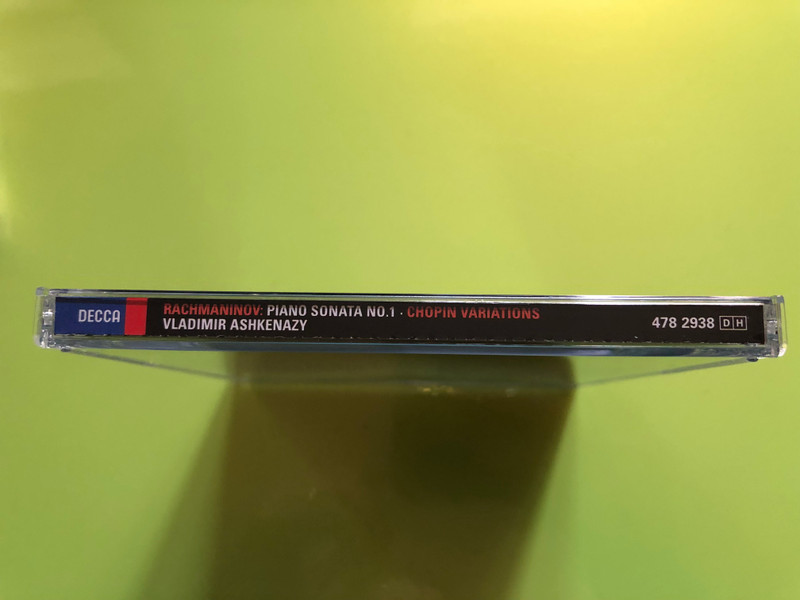 DECCA
RACHMANINOV: PIANO SONATA NO.1 · CHOPIN VARIATIONS
VLADIMIR ASHKENAZY
478 2938 DH